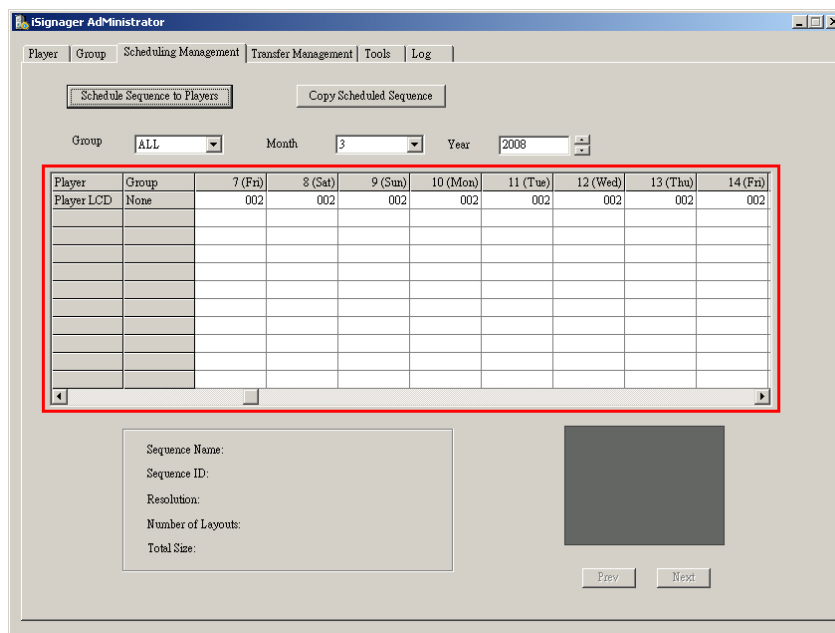 iSignager AdMinistrator
Player Group Scheduling Management Transfer Management Tools Log
Schedule Sequence to Players Copy Scheduled Sequence
Group ALL Month 3 Year 2008
Player Group 7 (Fri) 8 (Sat) 9 (Sun) 10 (Mon) 11 (Tue) 12 (Wed) 13 (Thu) 14 (Fri)
Player LCD None 002 002 002 002 002 002 002 002
Sequence Name:
Sequence ID:
Resolution:
Number of Layouts:
Total Size:
Prev Next